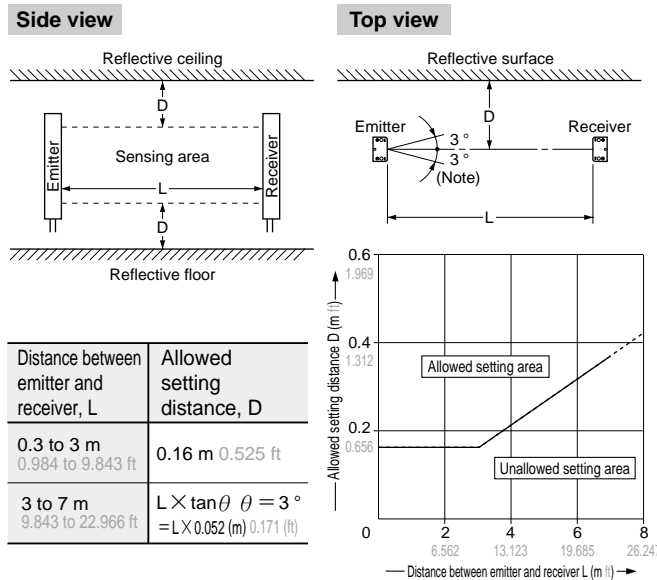 Side view
Reflective ceiling
D
Emitter
Sensing area
Receiver
L
D
Reflective floor
Top view
Reflective surface
D
Emitter
Receiver
3 °
3 °
(Note)
L
Distance between
emitter and
receiver, L
Allowed
setting
distance, D
0.3 to 3 m
0.984 to 9.843 ft
0.16 m 0.525 ft
3 to 7 m
9.843 to 22.966 ft
L×tanθ θ=3 °
=L×0.052 (m) 0.171 (ft)
Allowed setting distance D (m ft)
0.6
1.969
0.4
1.312
0.2
0.656
Allowed setting area
Unallowed setting area
0 2 4 6 8
6.562 13.123 19.685 26.247
Distance between emitter and receiver L (m ft)